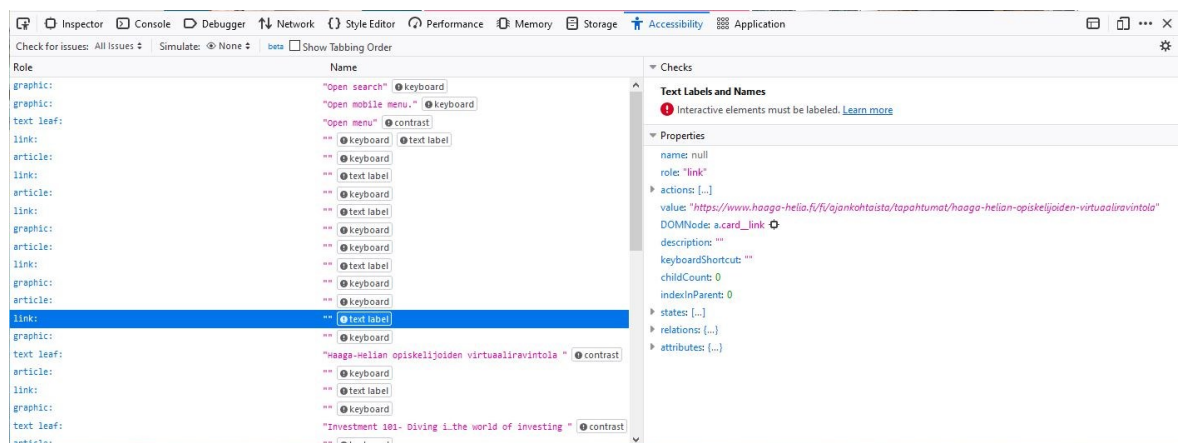 Inspector Console Debugger Network {} Style Editor Performance Memory Storage Accessibility Application
Check for issues: All Issues Simulate: None beta Show Tabbing Order
Role Name
graphic: "Open search" keyboard
graphic: "Open mobile menu." keyboard
text leaf: "Open menu" contrast
link: "" keyboard text label
article: "" keyboard
link: "" text label
article: "" keyboard
link: "" text label
graphic: "" keyboard
article: "" keyboard
link: "" text label
graphic: "" keyboard
article: "" keyboard
link: "" text label
graphic: "" keyboard
text leaf: "Haaga-Helian opiskelijoiden virtuaaliravintola " contrast
article: "" keyboard
link: "" text label
graphic: "" keyboard
text leaf: "Investment 101- Diving i…the world of investing " contrast
Checks
Text Labels and Names
Interactive elements must be labeled. Learn more
Properties
name: null
role: "link"
actions: […]
value: "https://www.haaga-helia.fi/fi/ajankohtaista/tapahtumat/haaga-helian-opiskelijoiden-virtuaaliravintola"
DOMNode: a.card__link
description: ""
keyboardShortcut: ""
childCount: 0
indexInParent: 0
states: […]
relations: {…}
attributes: {…}